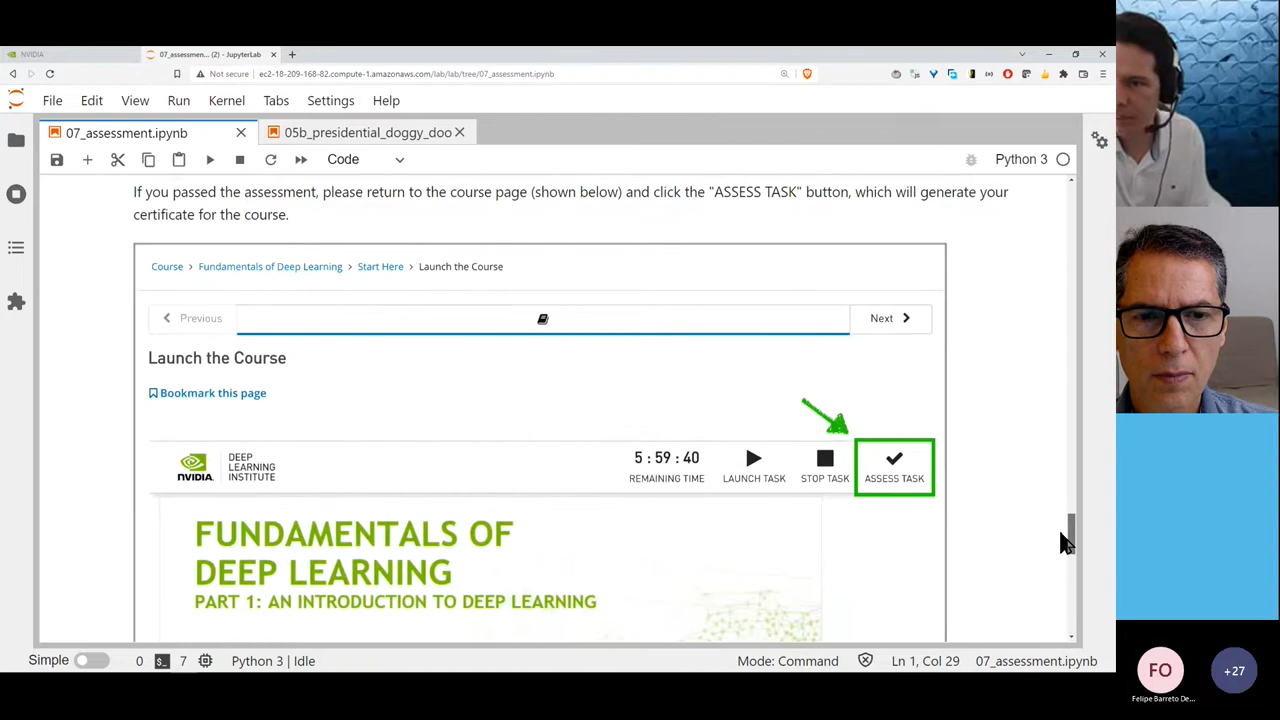 NVIDIA
07_assessmen... (2) - JupyterLab
Not secure
ec2-18-209-168-82.compute-1.amazonaws.com/lab/lab/tree/07_assessment.ipynb
File Edit View Run Kernel Tabs Settings Help
07_assessment.ipynb
05b_presidential_doggy_doo
Code
Python 3
If you passed the assessment, please return to the course page (shown below) and click the "ASSESS TASK" button, which will generate your
certificate for the course.
Course > Fundamentals of Deep Learning > Start Here > Launch the Course
Previous
Next
Launch the Course
Bookmark this page
NVIDIA.
DEEP
LEARNING
INSTITUTE
5 : 59 : 40
REMAINING TIME
LAUNCH TASK
STOP TASK
ASSESS TASK
FUNDAMENTALS OF
DEEP LEARNING
PART 1: AN INTRODUCTION TO DEEP LEARNING
Simple
0
7
Python 3 | Idle
Mode: Command
Ln 1, Col 29
07_assessment.ipynb
FO
Felipe Barreto De...
+27